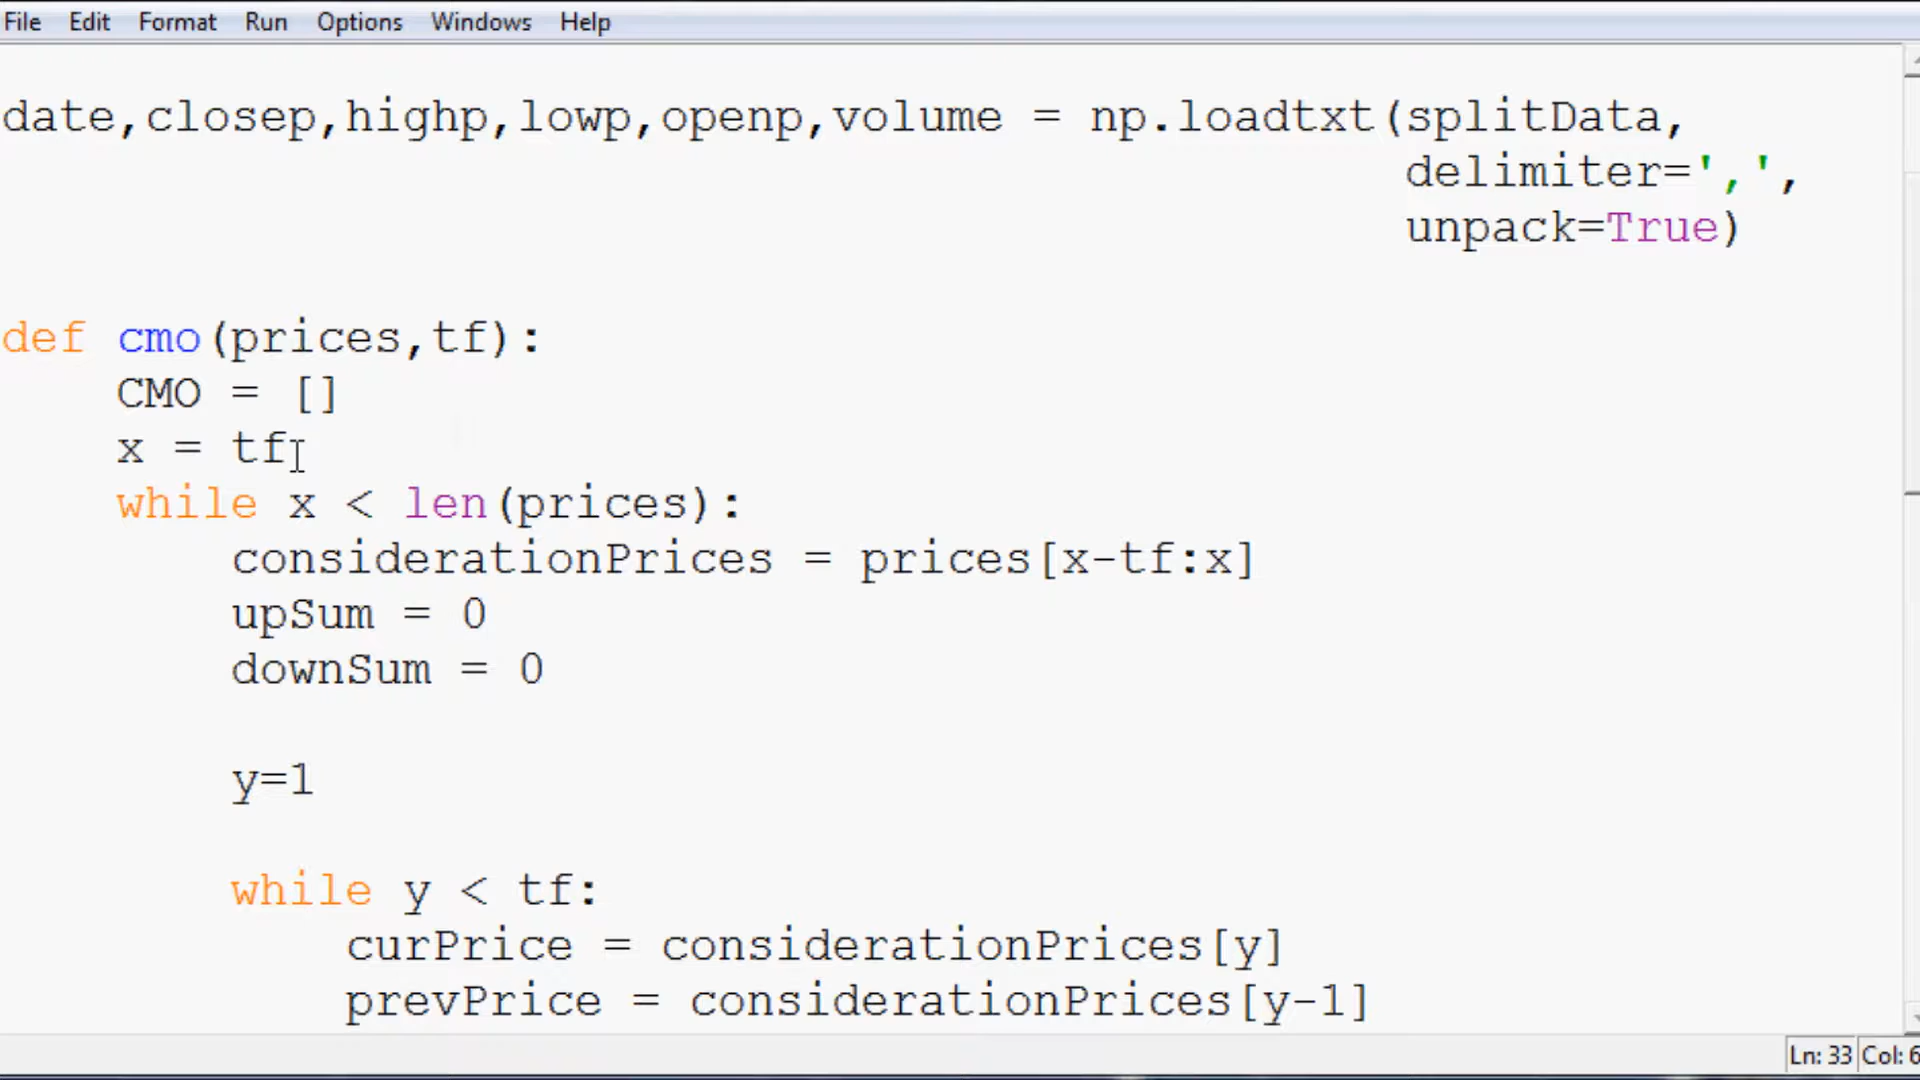 File Edit Format Run Options Windows Help
date,closep,highp,lowp,openp,volume = np.loadtxt(splitData,
delimiter=',',
unpack=True)
def cmo(prices,tf):
CMO = []
x = tf
while x < len(prices):
considerationPrices = prices[x-tf:x]
upSum = 0
downSum = 0
y=1
while y < tf:
curPrice = considerationPrices[y]
prevPrice = considerationPrices[y-1]
Ln: 33 Col: 6